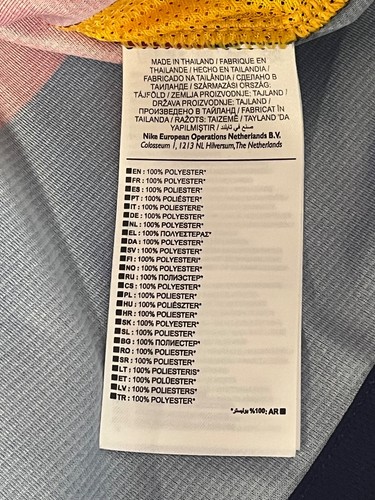 MADE IN THAILAND / FABRIQUE EN
THAILANDE / HECHO EN TAILANDIA /
FABRICADO NA TAILÂNDIA / СДЕЛАНО В
ТАИЛАНДЕ / SZÁRMAZÁSI ORSZÁG:
TÁJFÖLD / ZEMLJA PROIZVODNJE: TAJLAND /
DRŽAVA PROIZVODNJE: TAJLAND /
ПРОИЗВЕДЕНО В ТАЙЛАНД / FABRICAT ÎN
TAILANDA / RAŽOTS: TAIZEMĒ / TAYLAND'DA
YAPILMIŞTIR / صنع في تايلند
Nike European Operations Netherlands B.V.
Colosseum 1, 1213 NL Hilversum, The Netherlands
EN : 100% POLYESTER*
FR : 100% POLYESTER*
ES : 100% POLIESTER*
PT : 100% POLIÉSTER*
IT : 100% POLIESTERE*
DE : 100% POLYESTER*
NL : 100% POLYESTER*
EL : 100% ΠΟΛΥΕΣΤΕΡΑΣ*
DA : 100% POLYESTER*
SV : 100% POLYESTER*
FI : 100% POLYESTERI*
NO : 100% POLYESTER*
RU : 100% ПОЛИЭСТЕР*
CS : 100% POLYESTER*
PL : 100% POLIESTER*
HU : 100% POLIÉSZTER*
HR : 100% POLIESTER*
SK : 100% POLYESTER*
SL : 100% POLIESTER*
BG : 100% ПОЛИЕСТЕР*
RO : 100% POLIESTER*
SR : 100% POLIESTER*
LT : 100% POLIESTERIS*
ET : 100% POLÜESTER*
LV : 100% POLIESTERS*
TR : 100% POLYESTER*
AR :100% بوليستر*